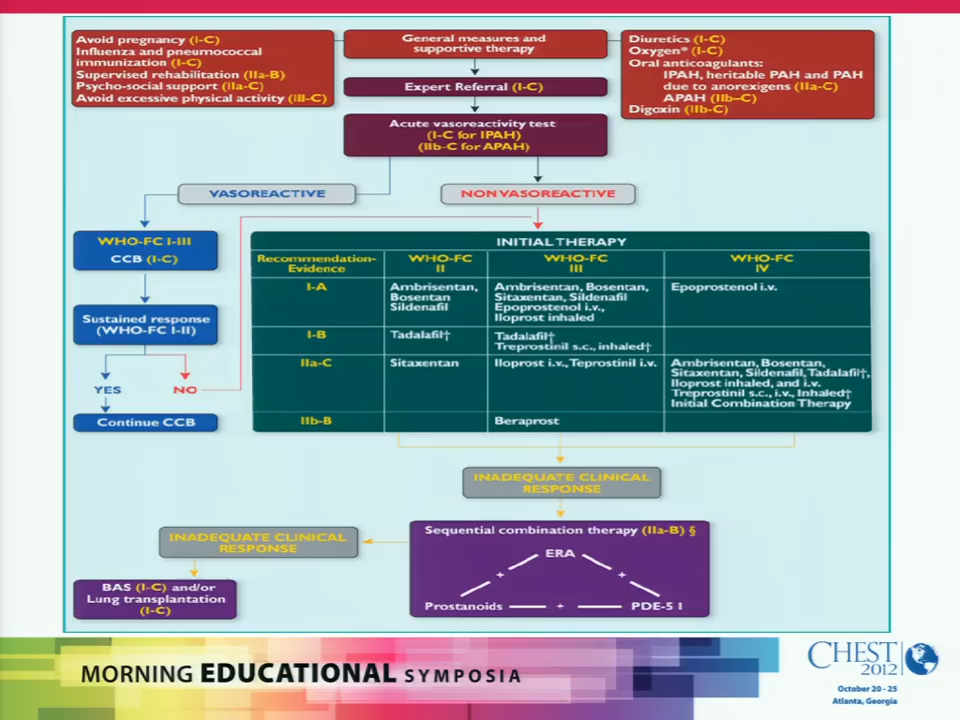 Avoid pregnancy (I-C)
Influenza and pneumococcal
immunization (I-C)
Supervised rehabilitation (IIa-B)
Psycho-social support (IIa-C)
Avoid excessive physical activity (III-C)
General measures and
supportive therapy
Diuretics (I-C)
Oxygen* (I-C)
Oral anticoagulants:
IPAH, heritable PAH and PAH
due to anorexigens (IIa-C)
APAH (IIb–C)
Digoxin (IIb-C)
Expert Referral (I-C)
Acute vasoreactivity test
(I-C for IPAH)
(IIb-C for APAH)
VASOREACTIVE
NONVASOREACTIVE
WHO-FC I-III
CCB (I-C)
Sustained response
(WHO-FC I-II)
YES
NO
Continue CCB
INITIAL THERAPY
Recommendation-
Evidence
WHO-FC
II
WHO-FC
III
WHO-FC
IV
I-A
Ambrisentan,
Bosentan
Sildenafil
Ambrisentan, Bosentan,
Sitaxentan, Sildenafil
Epoprostenol i.v.,
Iloprost inhaled
Epoprostenol i.v.
I-B
Tadalafil†
Tadalafil†
Treprostinil s.c., inhaled†
IIa-C
Sitaxentan
Iloprost i.v., Teprostinil i.v.
Ambrisentan, Bosentan,
Sitaxentan, Sildenafil, Tadalafil†,
Iloprost inhaled, and i.v.
Treprostinil s.c., i.v., Inhaled†
Initial Combination Therapy
IIb-B
Beraprost
INADEQUATE CLINICAL
RESPONSE
Sequential combination therapy (IIa-B) §
ERA
+ +
Prostanoids + PDE-5 I
INADEQUATE CLINICAL
RESPONSE
BAS (I-C) and/or
Lung transplantation
(I-C)
MORNING EDUCATIONAL SYMPOSIA
CHEST
2012
October 20 - 25
Atlanta, Georgia